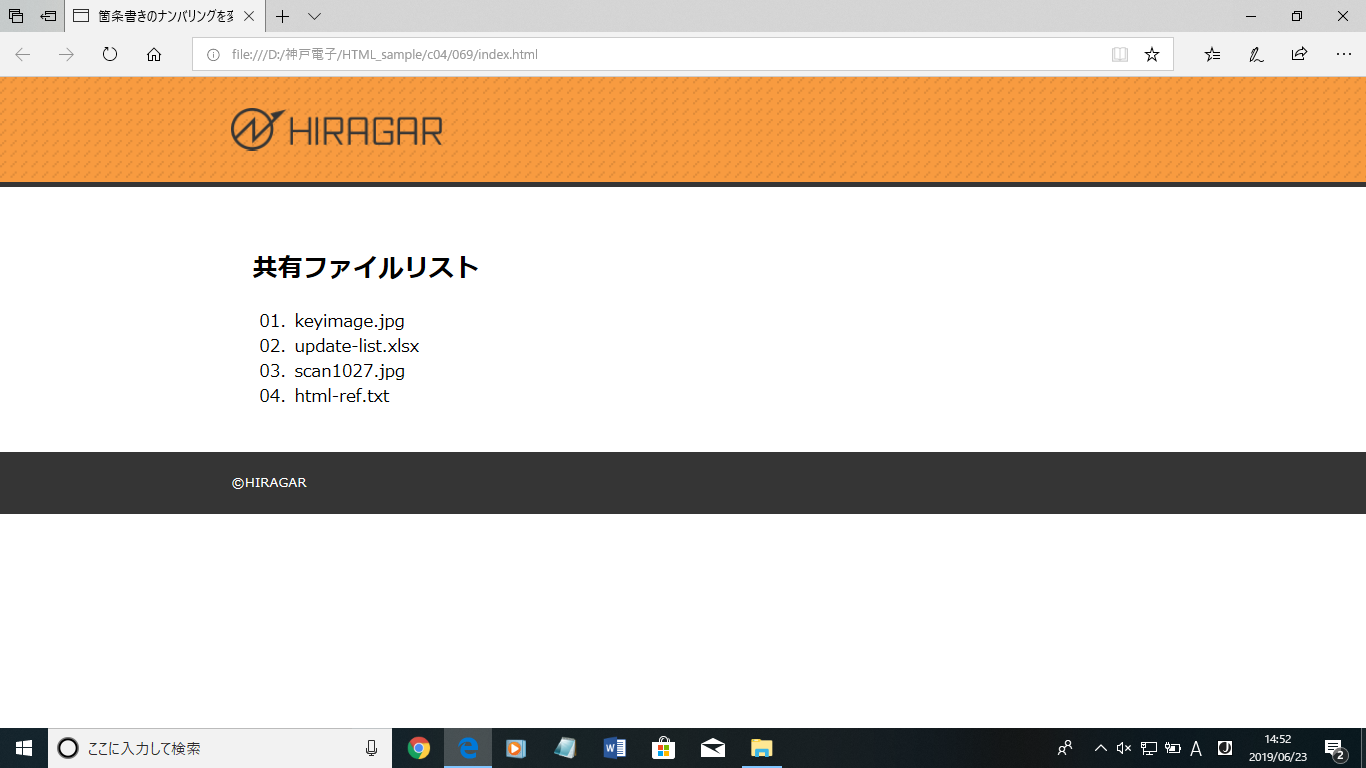 箇条書きのナンバリングを変
file:///D:/神戸電子/HTML_sample/c04/069/index.html
HIRAGAR
共有ファイルリスト
01. keyimage.jpg
02. update-list.xlsx
03. scan1027.jpg
04. html-ref.txt
©HIRAGAR
ここに入力して検索
A
14:52
2019/06/23
2